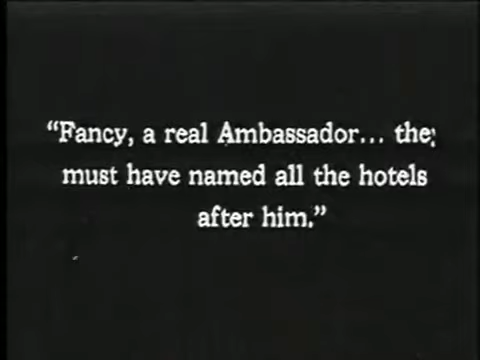 “Fancy, a real Ambassador... they
must have named all the hotels
after him.”